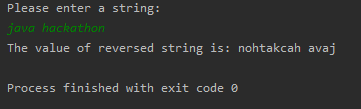 Please enter a string:
java hackathon
The value of reversed string is: nohtakcah avaj
Process finished with exit code 0